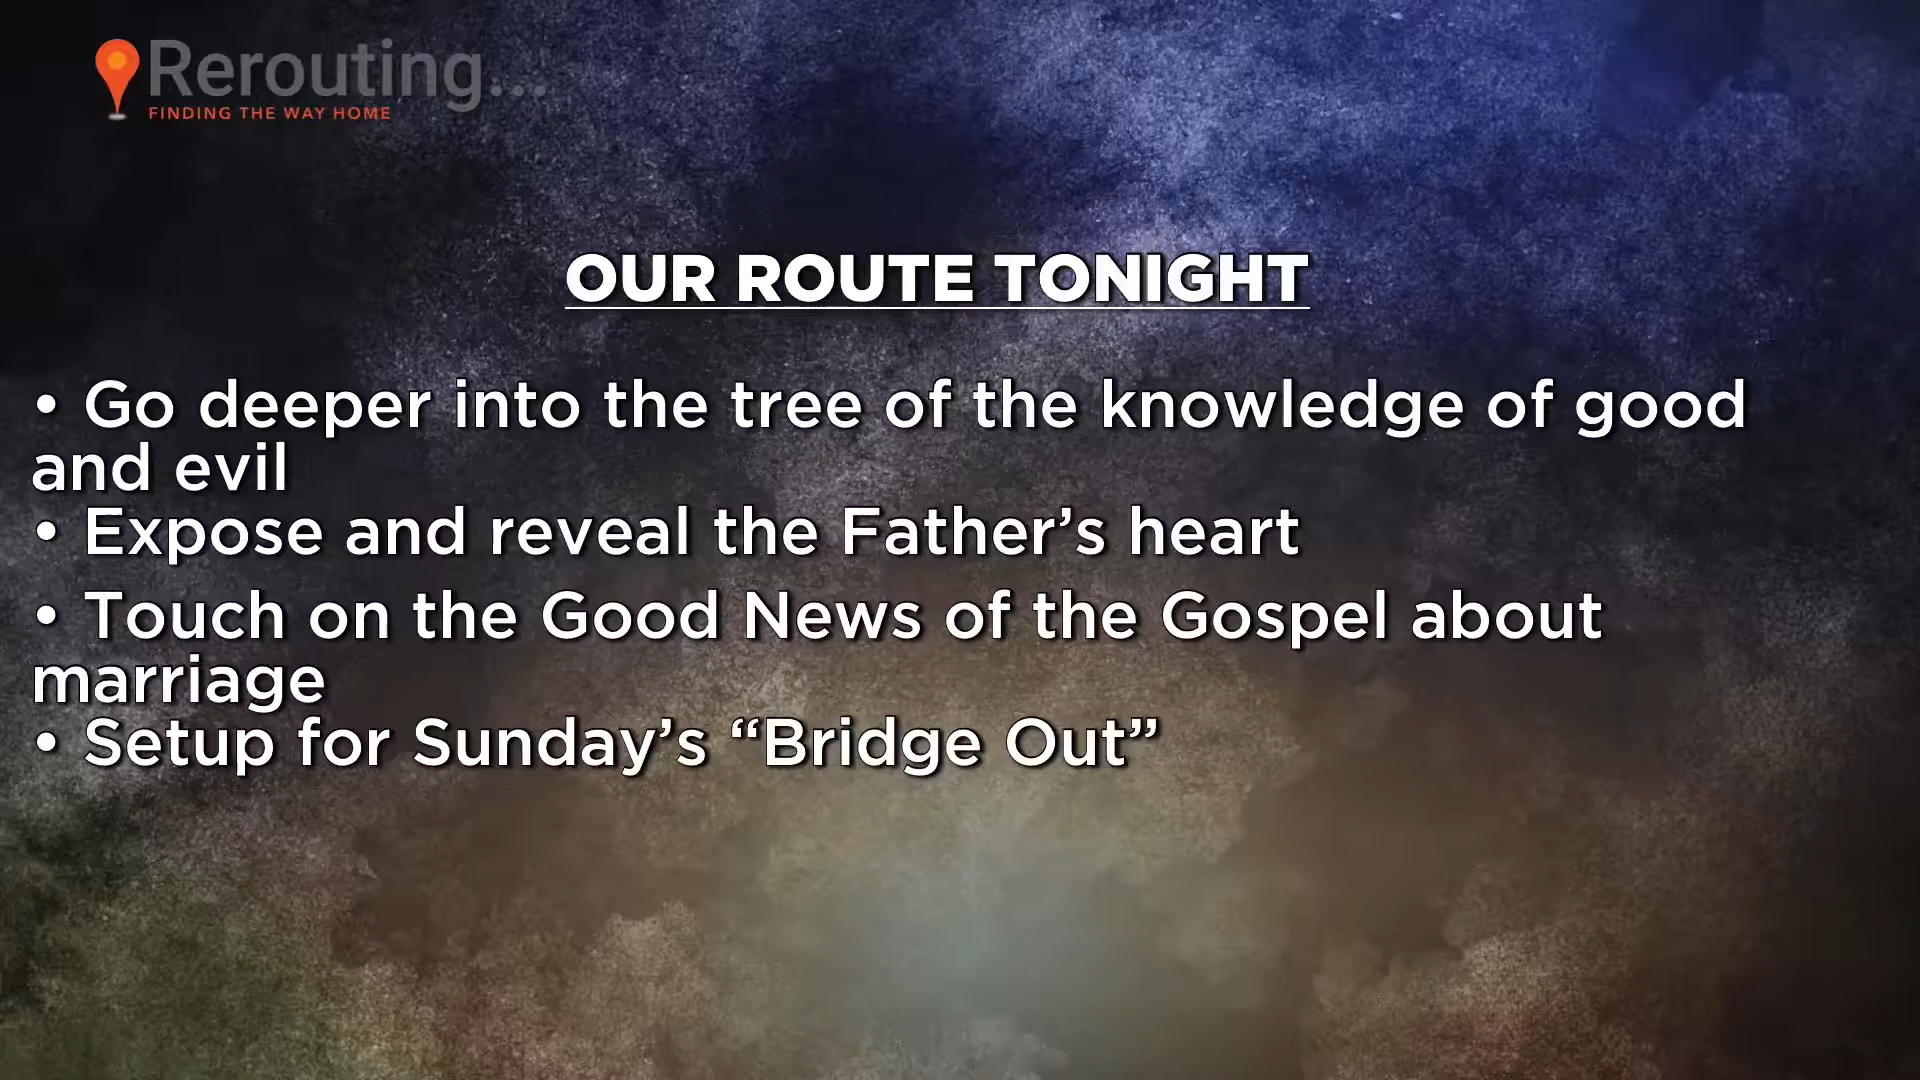 Rerouting...
FINDING THE WAY HOME
OUR ROUTE TONIGHT
• Go deeper into the tree of the knowledge of good
and evil
• Expose and reveal the Father’s heart
• Touch on the Good News of the Gospel about
marriage
• Setup for Sunday’s “Bridge Out”